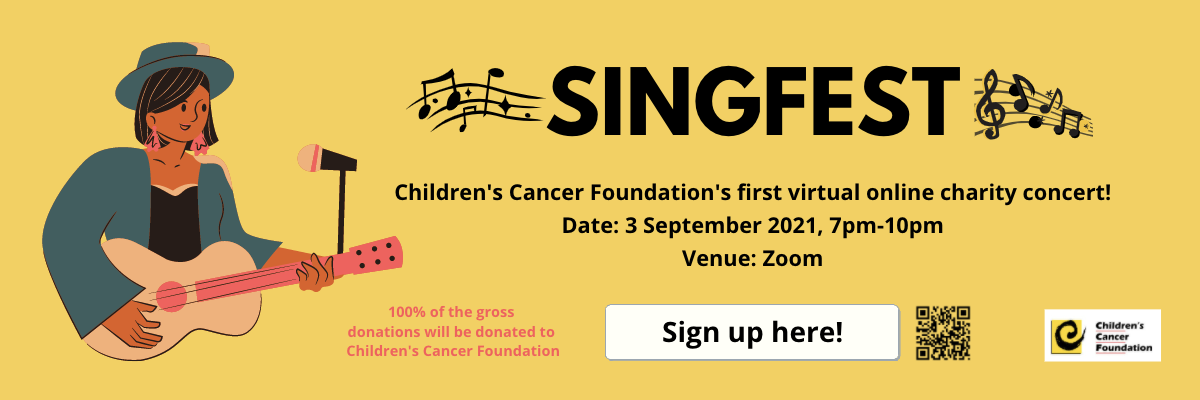 SINGFEST
Children's Cancer Foundation's first virtual online charity concert!
Date: 3 September 2021, 7pm-10pm
Venue: Zoom
100% of the gross
donations will be donated to
Children's Cancer Foundation
Sign up here!
Children's
Cancer
Foundation